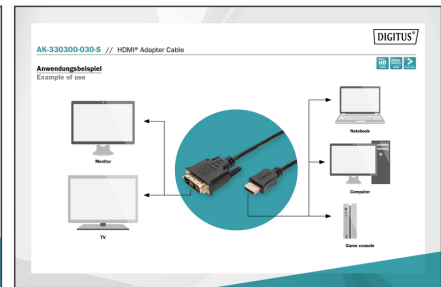 DIGITUS®
AK-330300-030-S // HDMI® Adapter Cable
Anwendungsbeispiel
Example of use
Monitor
TV
Notebook
Computer
Game console